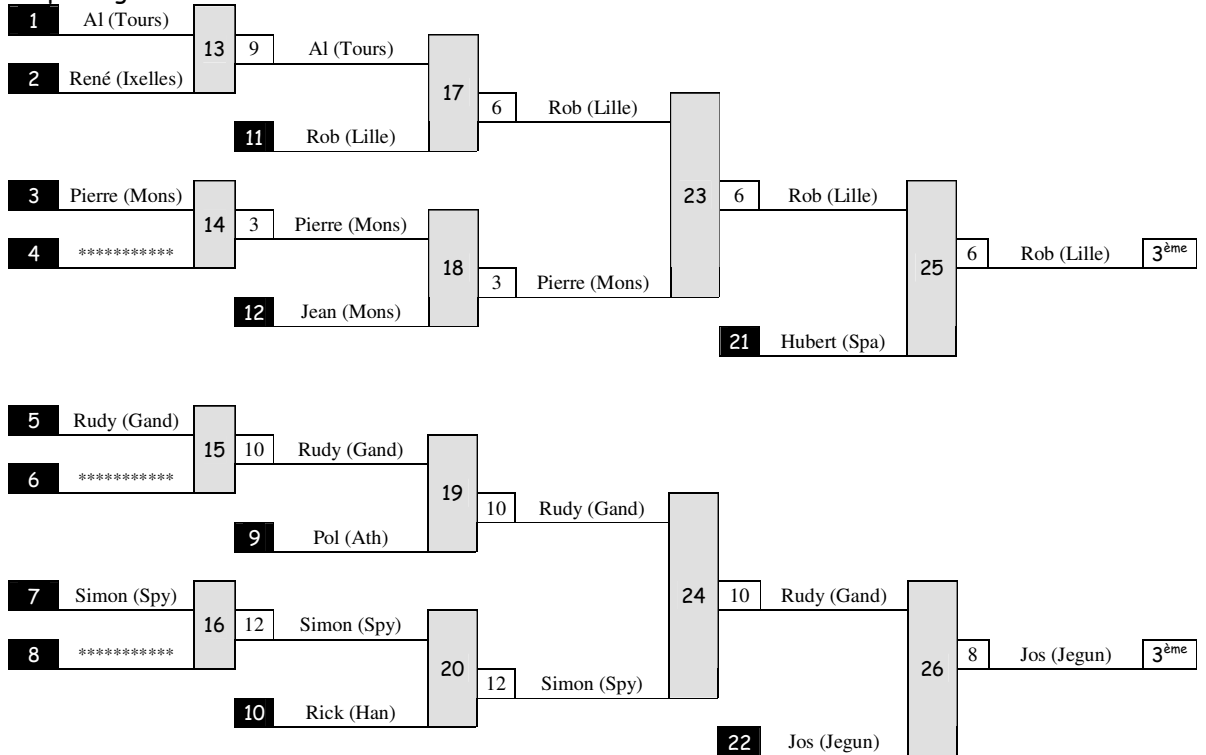 1 Al (Tours)
13 9 Al (Tours)
2 René (Ixelles)
17 6 Rob (Lille)
11 Rob (Lille)
3 Pierre (Mons)
23 6 Rob (Lille)
14 3 Pierre (Mons)
4 ***********
18 3 Pierre (Mons)
25 6 Rob (Lille) 3ème
12 Jean (Mons)
21 Hubert (Spa)
5 Rudy (Gand)
15 10 Rudy (Gand)
6 ***********
19 10 Rudy (Gand)
9 Pol (Ath)
7 Simon (Spy)
24 10 Rudy (Gand)
16 12 Simon (Spy)
8 ***********
20 12 Simon (Spy)
26 8 Jos (Jegun) 3ème
10 Rick (Han)
22 Jos (Jegun)